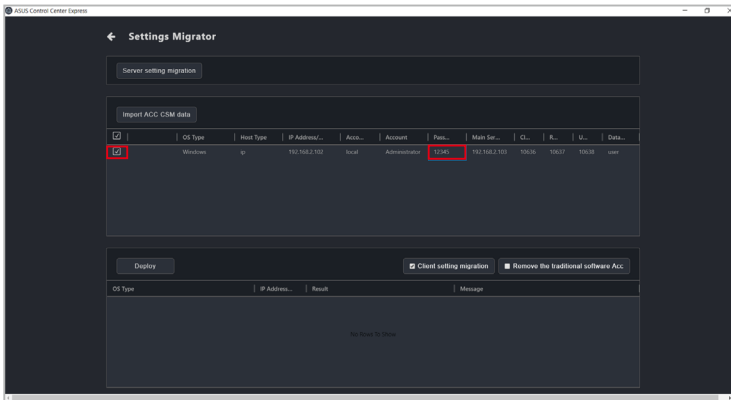 ASUS Control Center Express
Settings Migrator
Server setting migration
Import ACC CSM data
OS Type Host Type IP Address/... Acco... Account Pass... Main Ser... Cl... R... U... Data...
Windows ip 192.168.2.102 local Administrator 12345 192.168.2.103 10636 10637 10638 user
Deploy Client setting migration Remove the traditional software Acc
OS Type IP Address... Result Message
No Rows To Show